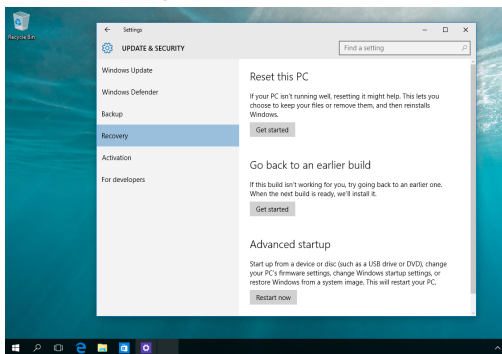 Recycle Bin
Settings
UPDATE & SECURITY
Find a setting
Windows Update
Windows Defender
Backup
Recovery
Activation
For developers
Reset this PC
If your PC isn't running well, resetting it might help. This lets you
choose to keep your files or remove them, and then reinstalls
Windows.
Get started
Go back to an earlier build
If this build isn't working for you, try going back to an earlier one.
When the next build is ready, we'll install it.
Get started
Advanced startup
Start up from a device or disc (such as a USB drive or DVD), change
your PC's firmware settings, change Windows startup settings, or
restore Windows from a system image. This will restart your PC.
Restart now